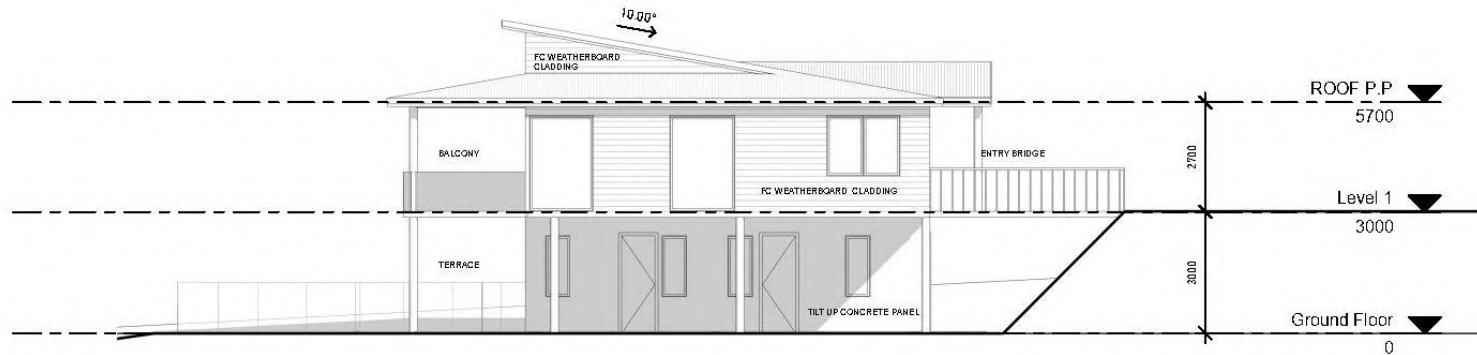 10.00°
FC WEATHERBOARD
CLADDING
ROOF P.P
5700
BALCONY
ENTRY BRIDGE
2700
FC WEATHERBOARD CLADDING
Level 1
3000
TERRACE
3000
TILT UP CONCRETE PANEL
Ground Floor
0